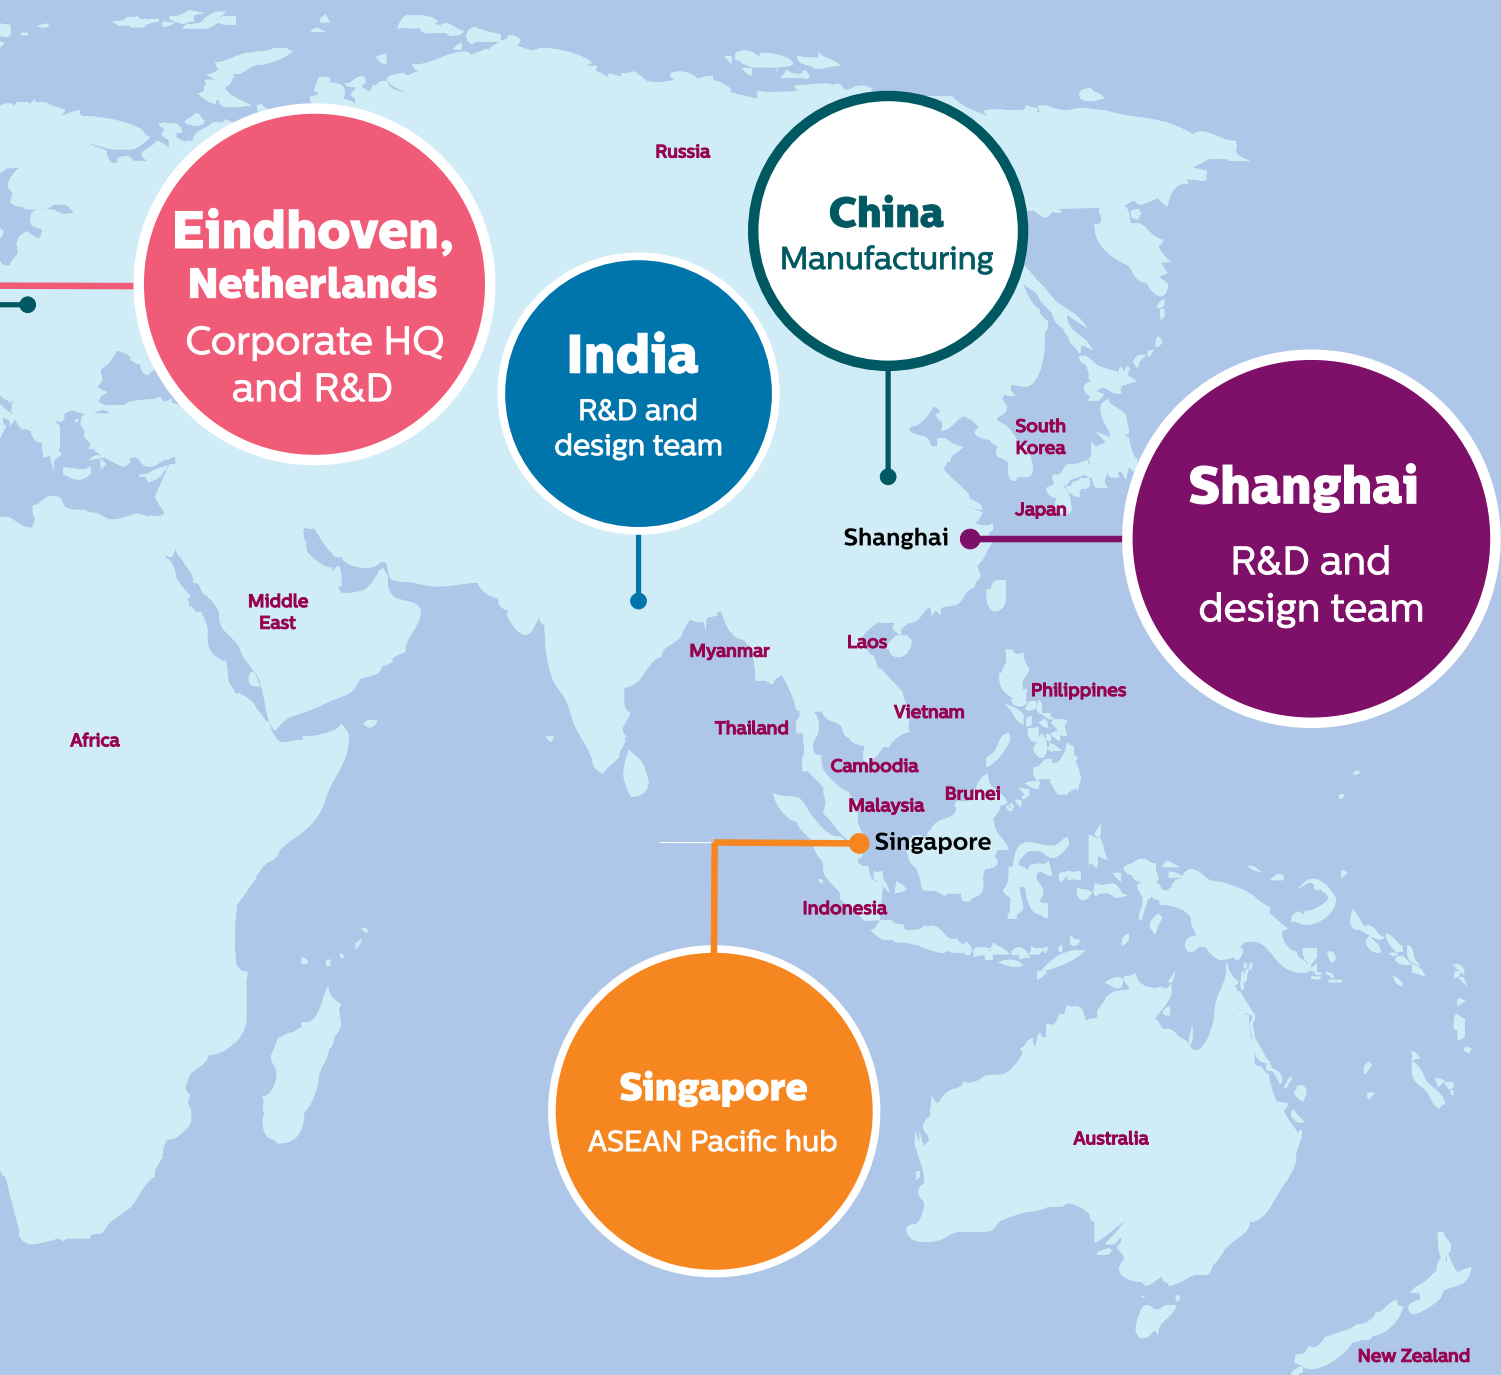 Russia
China
Manufacturing
Eindhoven,
Netherlands
Corporate HQ
and R&D
India
R&D and
design team
South
Korea
Japan
Shanghai
Shanghai
R&D and
design team
Middle
East
Myanmar
Laos
Philippines
Vietnam
Thailand
Africa
Cambodia
Brunei
Malaysia
Singapore
Indonesia
Singapore
ASEAN Pacific hub
Australia
New Zealand